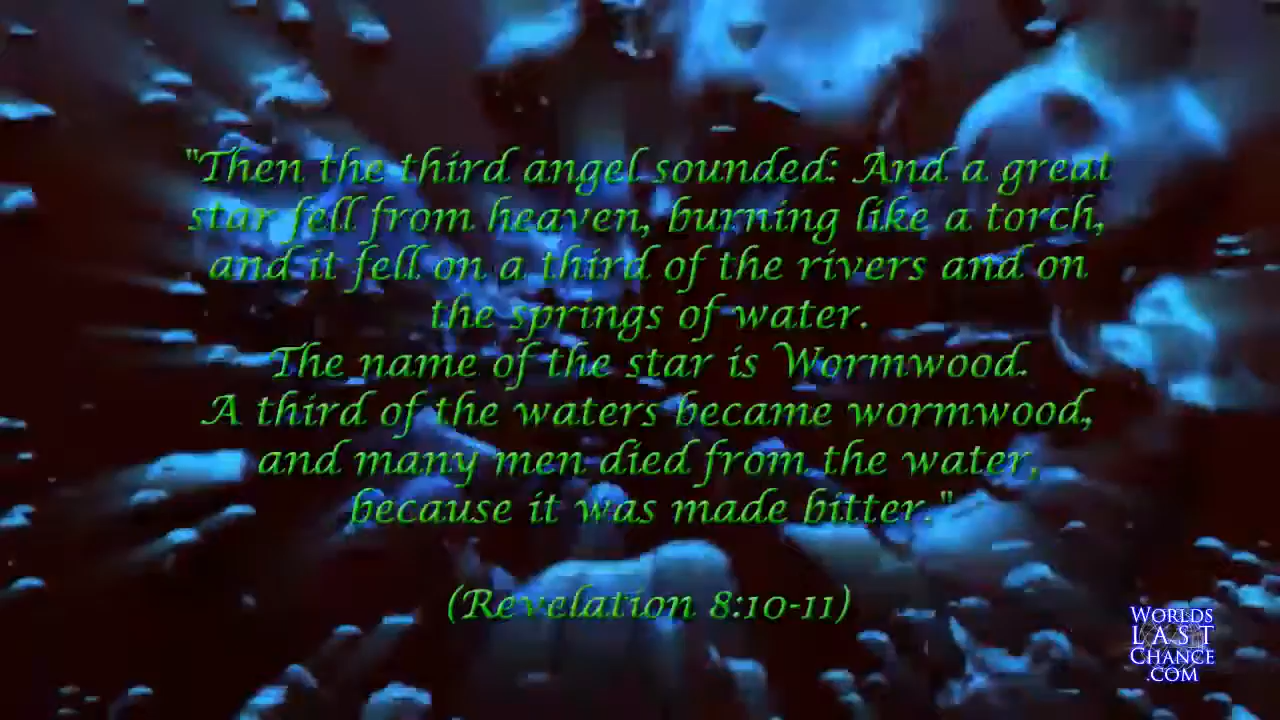 "Then the third angel sounded: And a great
star fell from heaven, burning like a torch,
and it fell on a third of the rivers and on
the springs of water.
The name of the star is Wormwood.
A third of the waters became wormwood,
and many men died from the water,
because it was made bitter."
(Revelation 8:10-11)
WORLDS
LAST
CHANCE
.COM